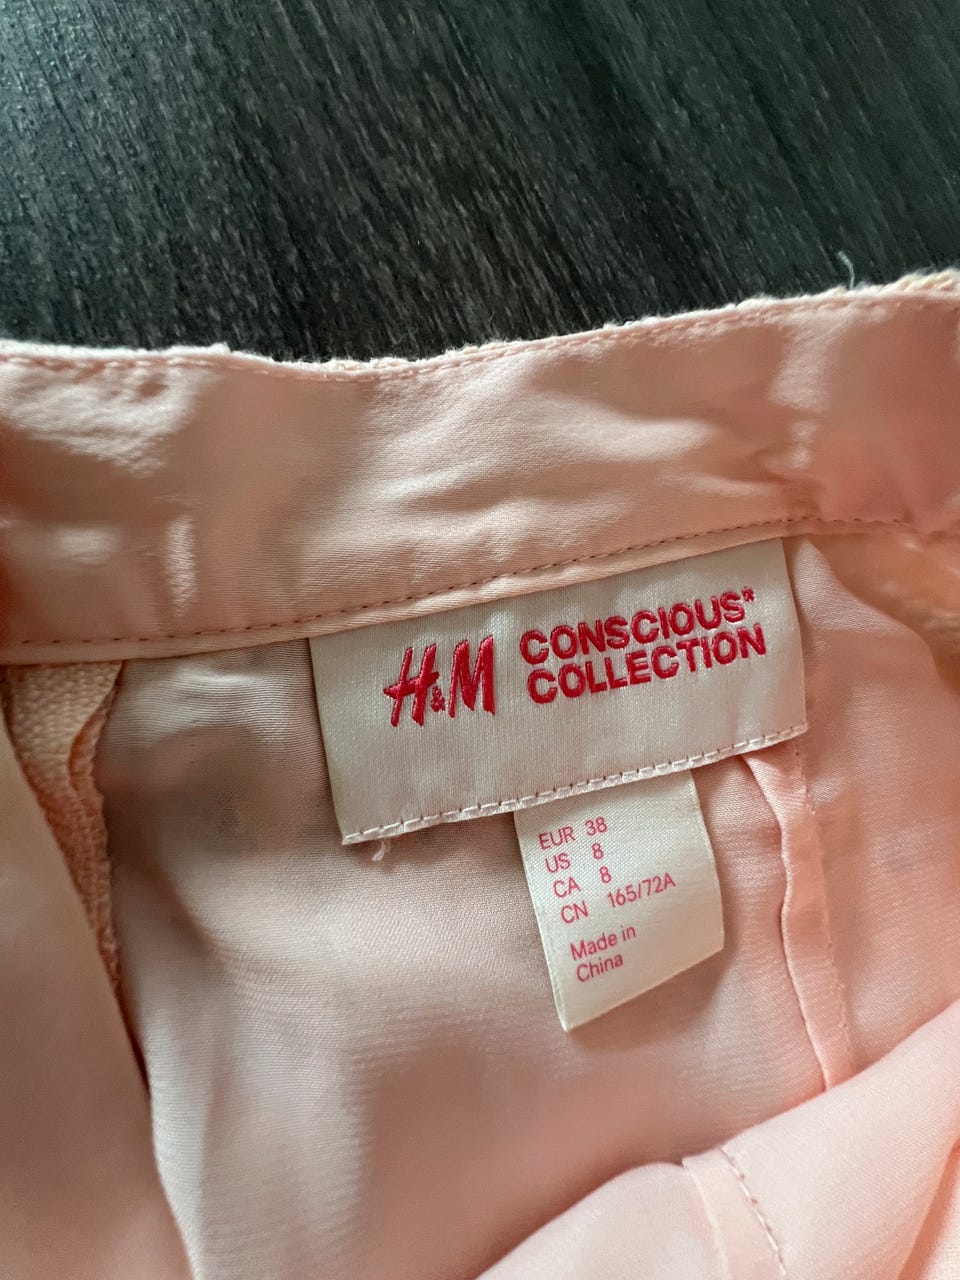 H&M CONSCIOUS*
COLLECTION
EUR 38
US 8
CA 8
CN 165/72A
Made in
China